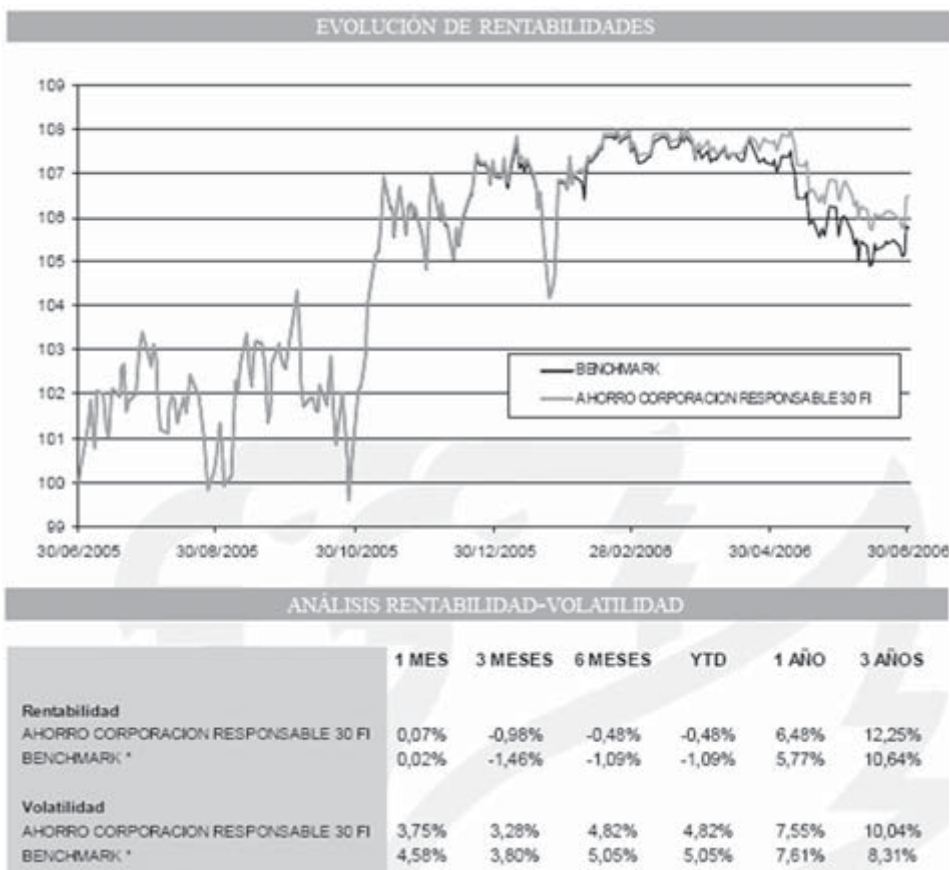 EVOLUCIÓN DE RENTABILIDADES
109
108
107
106
105
104
103
102
101
100
99
BENCHMARK
AHORRO CORPORACION RESPONSABLE 30 FI
30/06/2005 30/08/2005 30/10/2005 30/12/2005 28/02/2006 30/04/2006 30/06/2006
ANÁLISIS RENTABILIDAD-VOLATILIDAD
1 MES 3 MESES 6 MESES YTD 1 AÑO 3 AÑOS
Rentabilidad
AHORRO CORPORACION RESPONSABLE 30 FI 0,07% -0,98% -0,48% -0,48% 6,48% 12,25%
BENCHMARK * 0,02% -1,46% -1,09% -1,09% 5,77% 10,64%
Volatilidad
AHORRO CORPORACION RESPONSABLE 30 FI 3,75% 3,28% 4,82% 4,82% 7,55% 10,04%
BENCHMARK * 4,58% 3,80% 5,05% 5,05% 7,61% 8,31%